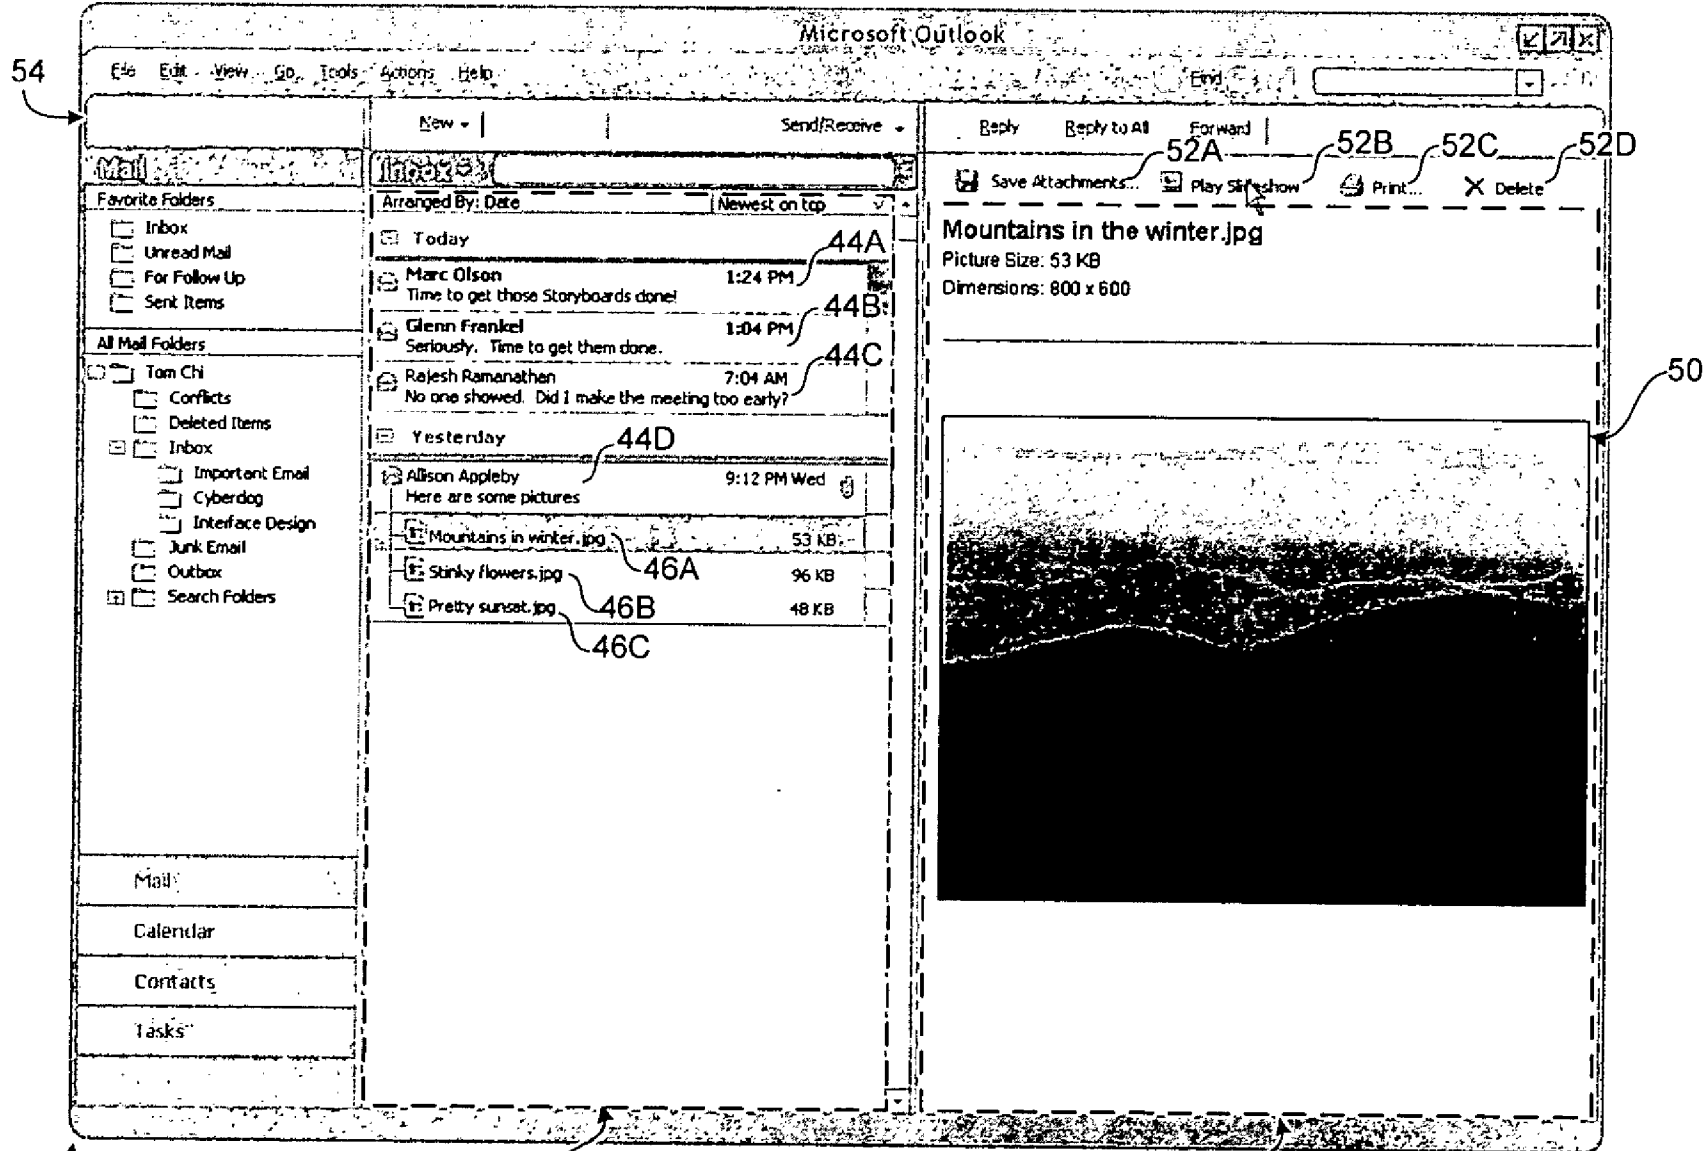 Microsoft Outlook
54
File Edit View Go Tools Actions Help
Find
New
Send/Receive
Reply Reply to All Forward
52A 52B 52C 52D
Mail
Inbox
Save Attachments... Play Slideshow Print... Delete
Favorite Folders
Inbox
Unread Mail
For Follow Up
Sent Items
All Mail Folders
Tom Chi
Conflicts
Deleted Items
Inbox
Important Email
Cyberdog
Interface Design
Junk Email
Outbox
Search Folders
Mail
Calendar
Contacts
Tasks
Arranged By: Date Newest on top
Today
44A
Marc Olson 1:24 PM
Time to get those Storyboards done!
44B
Glenn Frankel 1:04 PM
Seriously. Time to get them done.
44C
Rajesh Ramanathan 7:04 AM
No one showed. Did I make the meeting too early?
Yesterday
44D
Allison Appleby 9:12 PM Wed
Here are some pictures
Mountains in winter.jpg 53 KB
46A
Stinky flowers.jpg 96 KB
46B
Pretty sunset.jpg 48 KB
46C
Mountains in the winter.jpg
Picture Size: 53 KB
Dimensions: 800 x 600
50